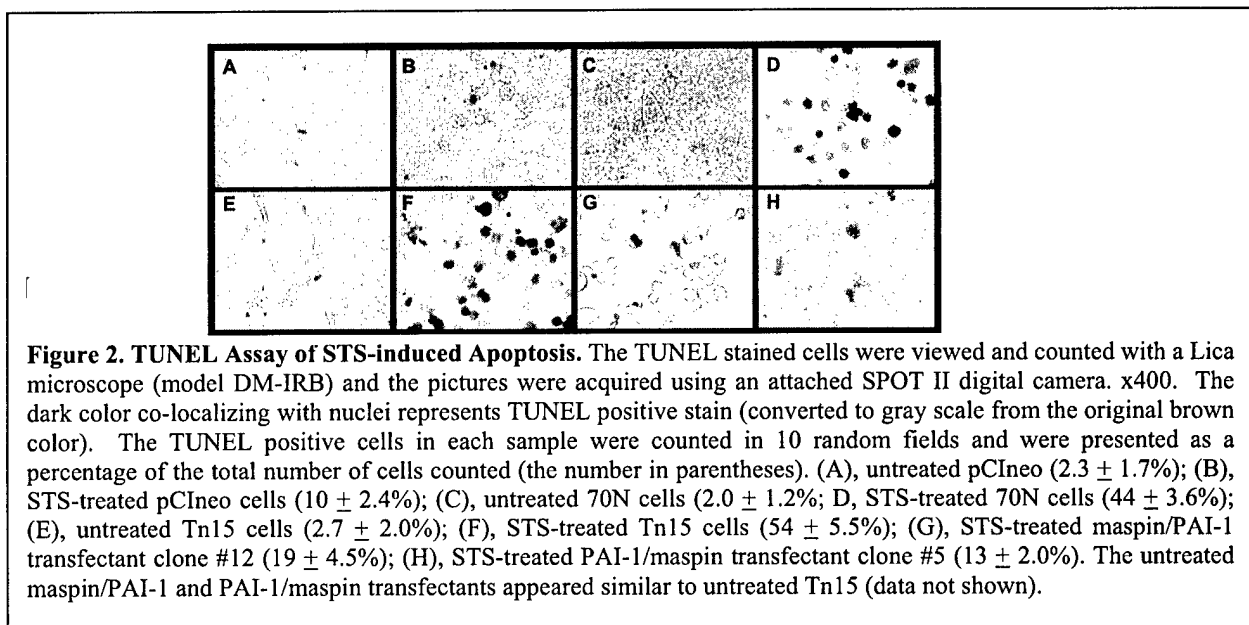 A
B
C
D
E
F
G
H
Figure 2. TUNEL Assay of STS-induced Apoptosis. The TUNEL stained cells were viewed and counted with a Lica
microscope (model DM-IRB) and the pictures were acquired using an attached SPOT II digital camera. x400. The
dark color co-localizing with nuclei represents TUNEL positive stain (converted to gray scale from the original brown
color). The TUNEL positive cells in each sample were counted in 10 random fields and were presented as a
percentage of the total number of cells counted (the number in parentheses). (A), untreated pCIneo (2.3 ± 1.7%); (B),
STS-treated pCIneo cells (10 ± 2.4%); (C), untreated 70N cells (2.0 ± 1.2%; D, STS-treated 70N cells (44 ± 3.6%);
(E), untreated Tn15 cells (2.7 ± 2.0%); (F), STS-treated Tn15 cells (54 ± 5.5%); (G), STS-treated maspin/PAI-1
transfectant clone #12 (19 ± 4.5%); (H), STS-treated PAI-1/maspin transfectant clone #5 (13 ± 2.0%). The untreated
maspin/PAI-1 and PAI-1/maspin transfectants appeared similar to untreated Tn15 (data not shown).